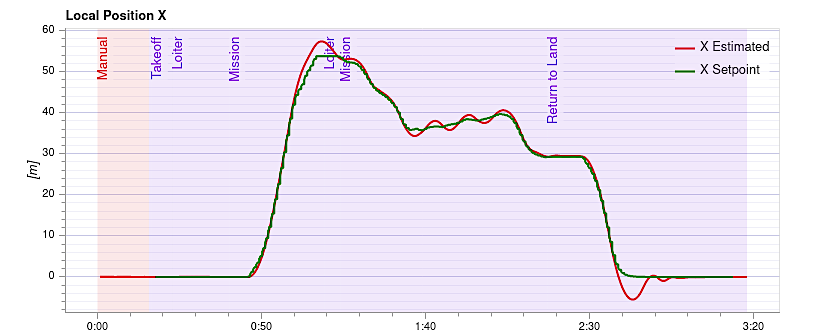 Local Position X
Manual
Takeoff
Loiter
Mission
Loiter
Mission
Return to Land
X Estimated
X Setpoint
[m]
60
50
40
30
20
10
0
0:00 0:50 1:40 2:30 3:20